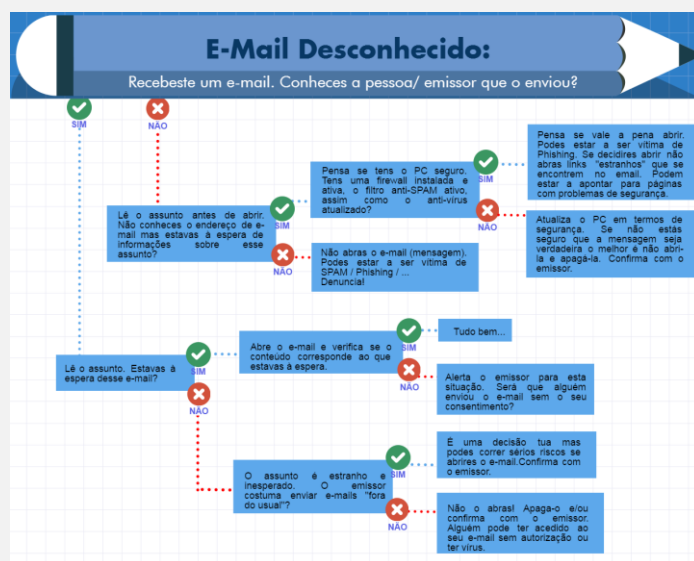 E-Mail Desconhecido:
Recebeste um e-mail. Conheces a pessoa/ emissor que o enviou?
SIM
NÃO
Pensa se vale a pena abrir.
Podes estar a ser vítima de
Phishing. Se decidires abrir não
abras links "estranhos" que se
encontrem no email. Podem
estar a apontar para páginas
com problemas de segurança.
Pensa se tens o PC seguro.
Tens uma firewall instalada e
ativa, o filtro anti-SPAM ativo,
assim como o anti-vírus
atualizado?
SIM
NÃO
Lê o assunto antes de abrir.
Não conheces o endereço de e-
mail mas estavas à espera de
informações sobre esse
assunto?
SIM
NÃO
Atualiza o PC em termos de
segurança. Se não estás
seguro que a mensagem seja
verdadeira o melhor é não abri-
la e apagá-la. Confirma com o
emissor.
Não abras o e-mail (mensagem).
Podes estar a ser vítima de
SPAM / Phishing / ...
Denuncia!
Lê o assunto. Estavas à
espera desse e-mail?
SIM
NÃO
Abre o e-mail e verifica se o
conteúdo corresponde ao que
estavas à espera.
SIM
NÃO
Tudo bem...
Alerta o emissor para esta
situação. Será que alguém
enviou o e-mail sem o seu
consentimento?
O assunto é estranho e
inesperado. O emissor
costuma enviar e-mails "fora
do usual"?
SIM
NÃO
É uma decisão tua mas
podes correr sérios riscos se
abrires o e-mail.Confirma com
o emissor.
Não o abras! Apaga-o e/ou
confirma com o emissor.
Alguém pode ter acedido ao
seu e-mail sem autorização ou
ter vírus.